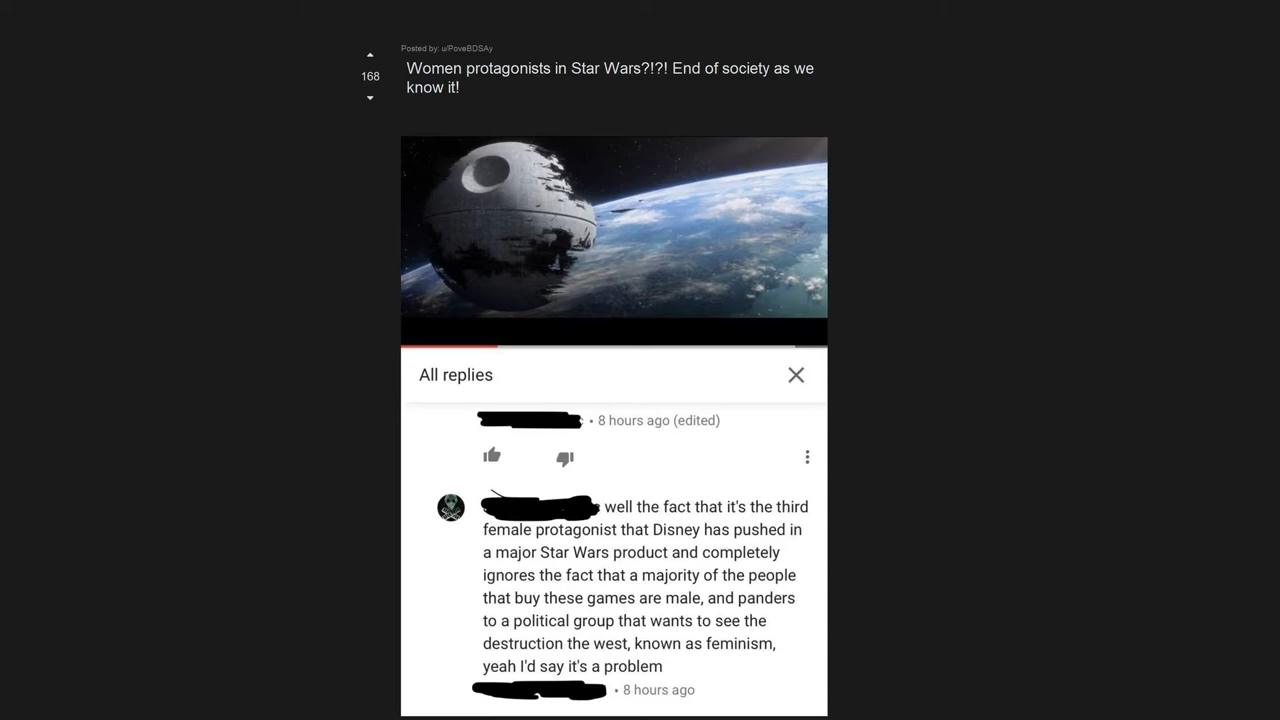 Posted by: u/PoveBDSAy
168
Women protagonists in Star Wars?!?! End of society as we
know it!
All replies
• 8 hours ago (edited)
well the fact that it's the third
female protagonist that Disney has pushed in
a major Star Wars product and completely
ignores the fact that a majority of the people
that buy these games are male, and panders
to a political group that wants to see the
destruction the west, known as feminism,
yeah I'd say it's a problem
• 8 hours ago